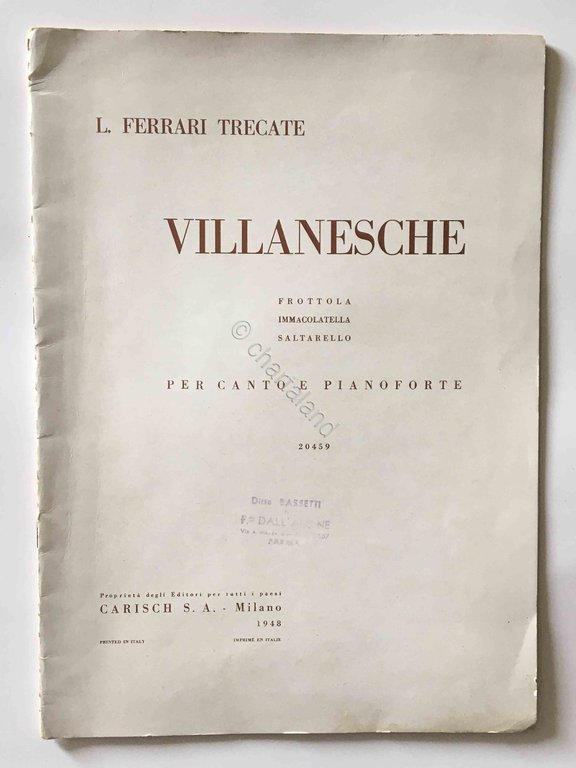 L. FERRARI TRECATE
VILLANESCHE
FROTTOLA
IMMACOLATELLA
SALTARELLO
PER CANTO E PIANOFORTE
© chartaland
20459
Ditta BASSETTI
Proprietà degli Editori per tutti i paesi
CARISCH S. A. - Milano
1948
PRINTED IN ITALY IMPRIMÉ EN ITALIE